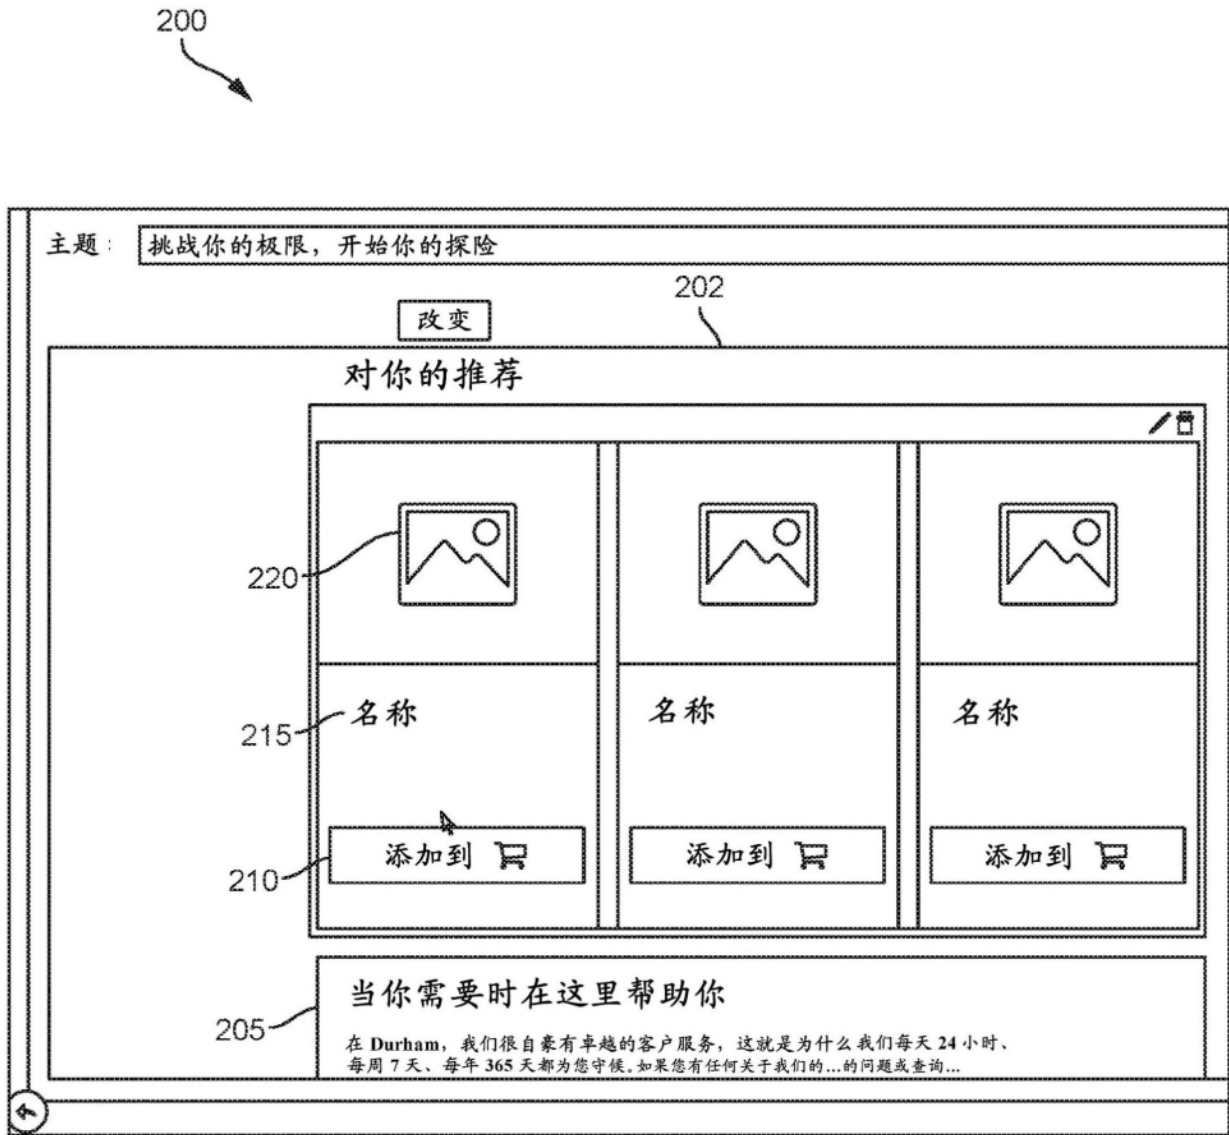 200
主题： 挑战你的极限，开始你的探险
202
改变
对你的推荐
220
215 名称 名称 名称
210 添加到 添加到 添加到
当你需要时在这里帮助你
205
在 Durham，我们很自豪有卓越的客户服务，这就是为什么我们每天 24 小时、
每周 7 天、每年 365 天都为您守候。如果您有任何关于我们的…的问题或查询…